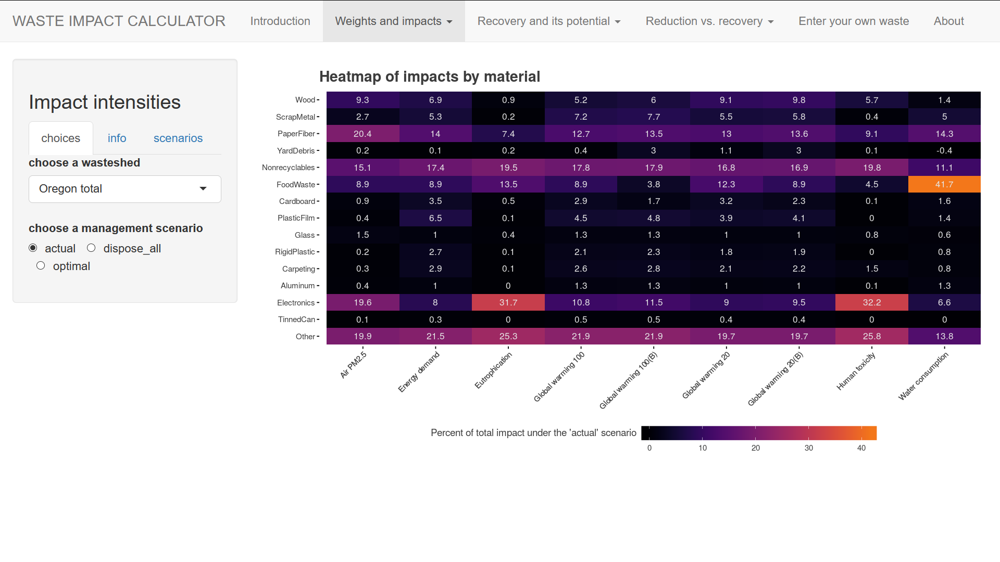 WASTE IMPACT CALCULATOR Introduction Weights and impacts Recovery and its potential Reduction vs. recovery Enter your own waste About
Impact intensities
choices info scenarios
choose a wasteshed
Oregon total
choose a management scenario
actual dispose_all
optimal
Heatmap of impacts by material
Wood 9.3 6.9 0.9 5.2 6 9.1 9.8 5.7 1.4
ScrapMetal 2.7 5.3 0.2 7.2 7.7 5.5 5.8 0.4 5
PaperFiber 20.4 14 7.4 12.7 13.5 13 13.6 9.1 14.3
YardDebris 0.2 0.1 0.2 0.4 3 1.1 3 0.1 -0.4
Nonrecyclables 15.1 17.4 19.5 17.8 17.9 16.8 16.9 19.8 11.1
FoodWaste 8.9 8.9 13.5 8.9 3.8 12.3 8.9 4.5 41.7
Cardboard 0.9 3.5 0.5 2.9 1.7 3.2 2.3 0.1 1.6
PlasticFilm 0.4 6.5 0.1 4.5 4.8 3.9 4.1 0 1.4
Glass 1.5 1 0.4 1.3 1.3 1 1 0.8 0.6
RigidPlastic 0.2 2.7 0.1 2.1 2.3 1.8 1.9 0 0.8
Carpeting 0.3 2.9 0.1 2.6 2.8 2.1 2.2 1.5 0.8
Aluminum 0.4 1 0 1.3 1.3 1 1 0.1 1.3
Electronics 19.6 8 31.7 10.8 11.5 9 9.5 32.2 6.6
TinnedCan 0.1 0.3 0 0.5 0.5 0.4 0.4 0 0
Other 19.9 21.5 25.3 21.9 21.9 19.7 19.7 25.8 13.8
Air PM2.5 Energy demand Eutrophication Global warming 100 Global warming 100(B) Global warming 20 Global warming 20(B) Human toxicity Water consumption
Percent of total impact under the 'actual' scenario
0 10 20 30 40